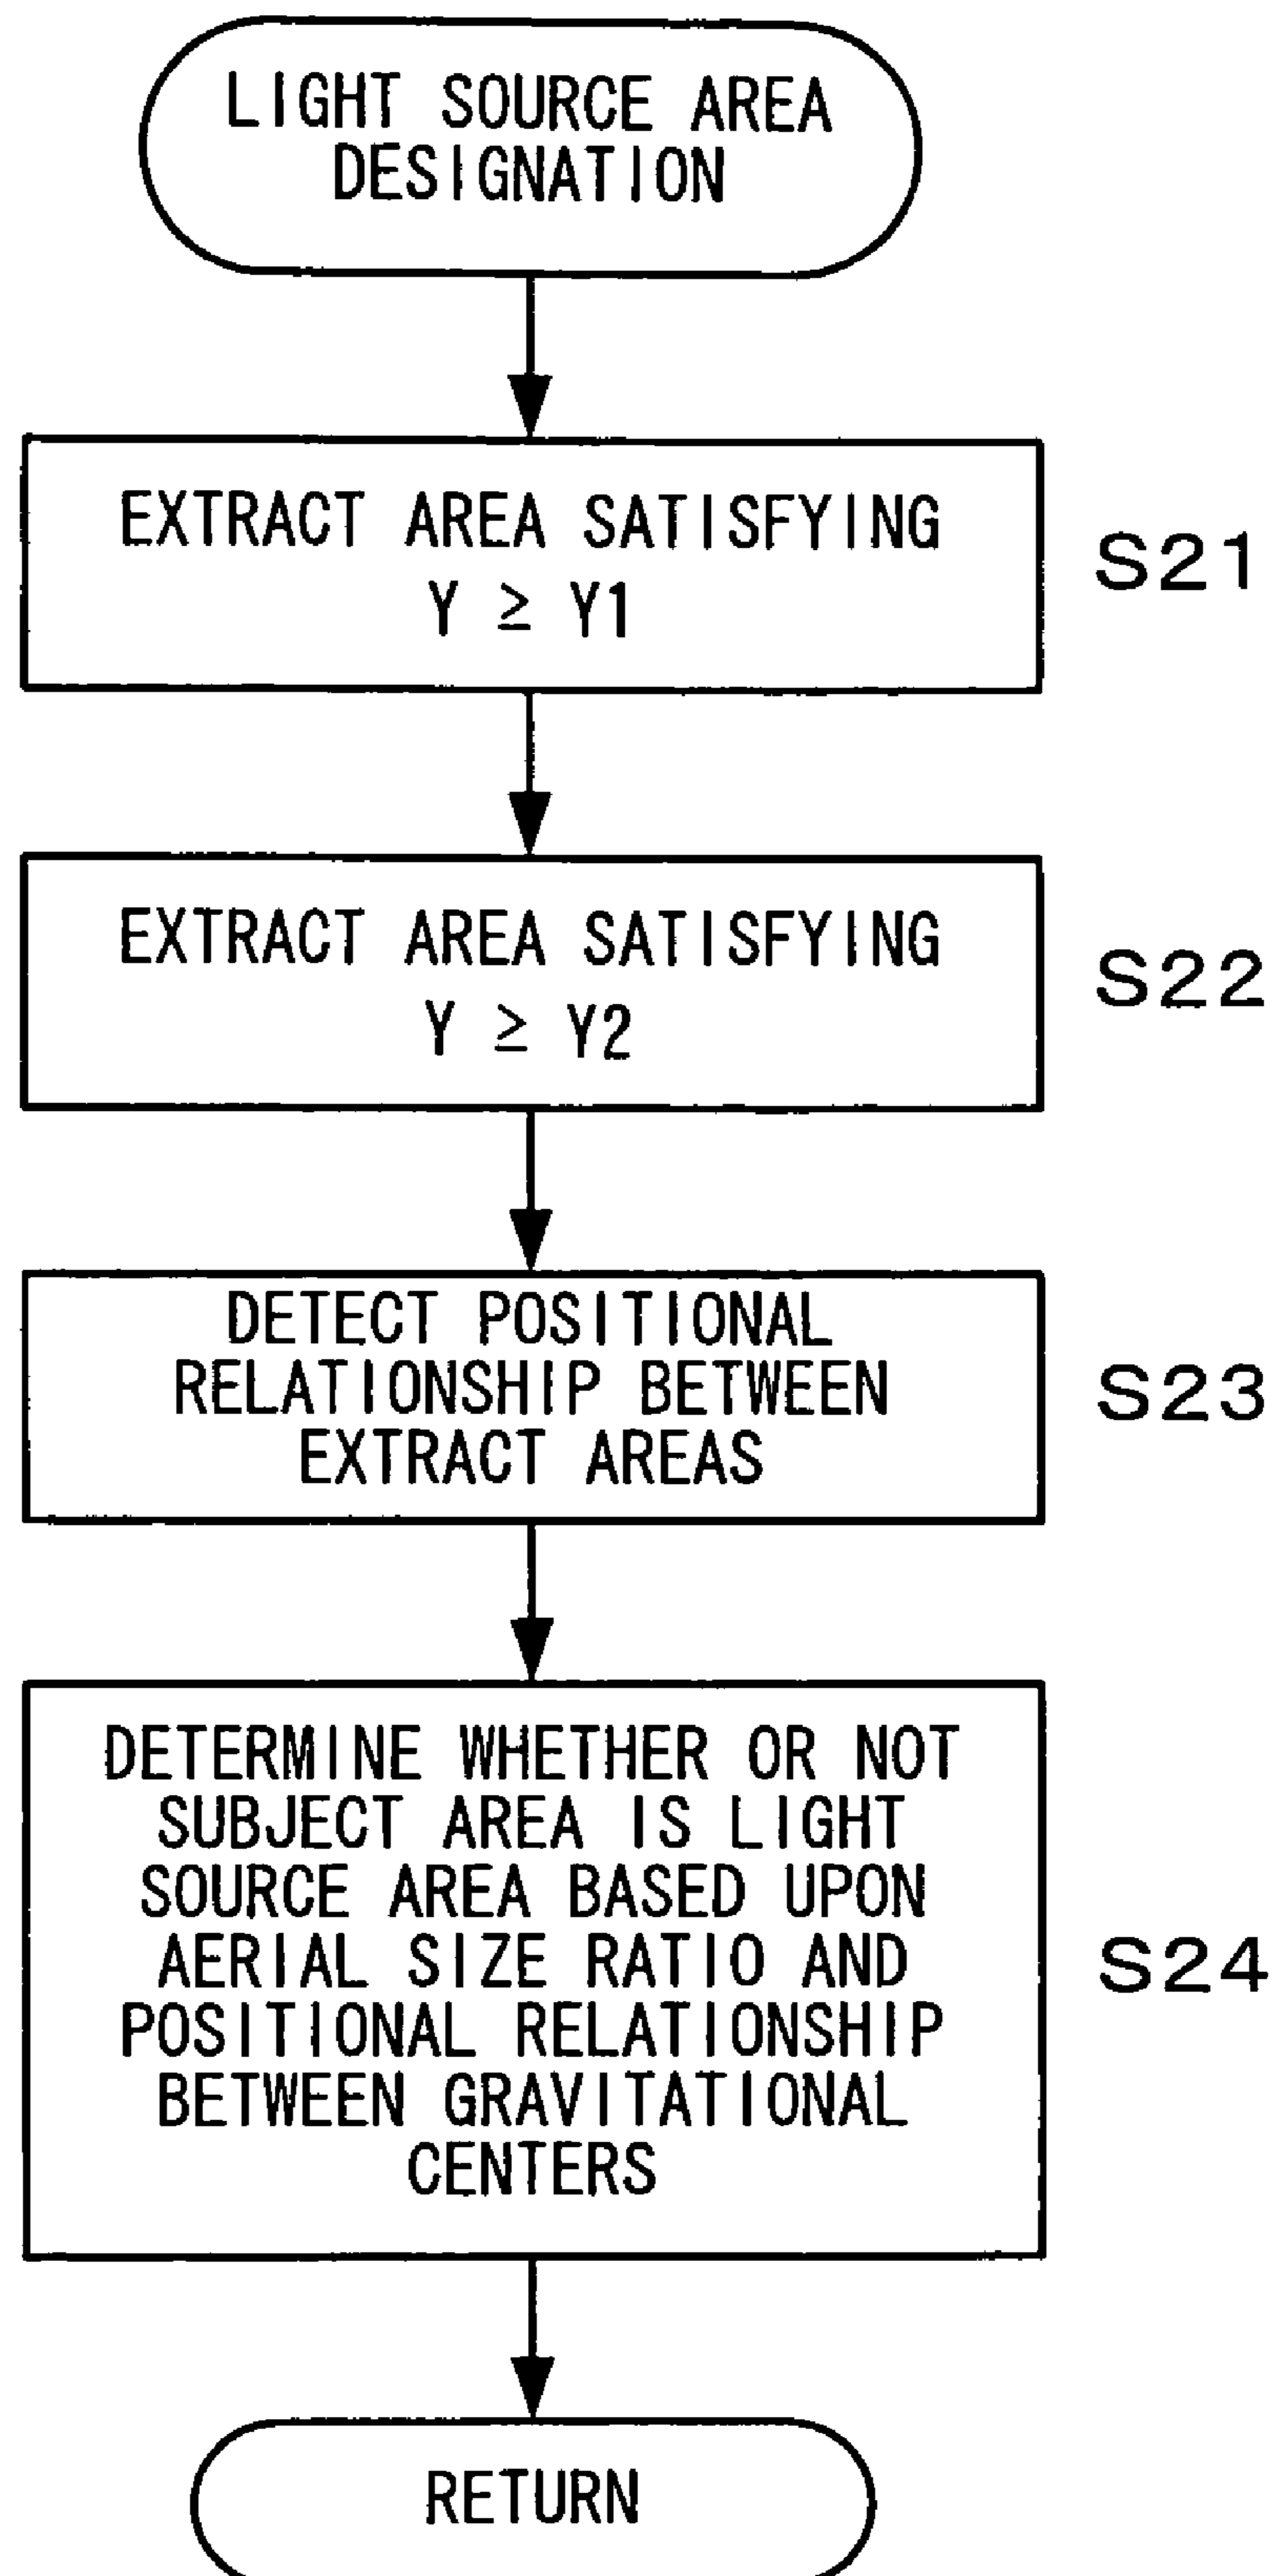 LIGHT SOURCE AREA
DESIGNATION
EXTRACT AREA SATISFYING
Y ≥ Y1
S21
EXTRACT AREA SATISFYING
Y ≥ Y2
S22
DETECT POSITIONAL
RELATIONSHIP BETWEEN
EXTRACT AREAS
S23
DETERMINE WHETHER OR NOT
SUBJECT AREA IS LIGHT
SOURCE AREA BASED UPON
AERIAL SIZE RATIO AND
POSITIONAL RELATIONSHIP
BETWEEN GRAVITATIONAL
CENTERS
S24
RETURN